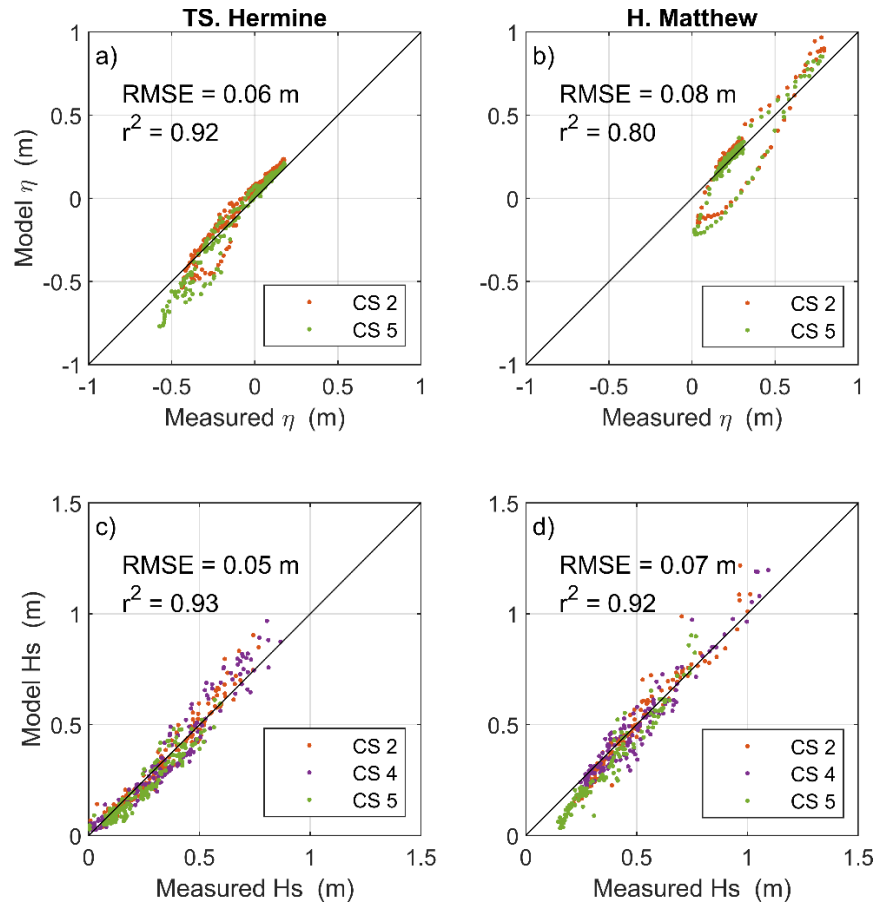 TS. Hermine
H. Matthew
a)
RMSE = 0.06 m
r² = 0.92
1
0.5
0
-0.5
-1
Model η (m)
CS 2
CS 5
-1 -0.5 0 0.5 1
Measured η (m)
b)
RMSE = 0.08 m
r² = 0.80
1
0.5
0
-0.5
-1
CS 2
CS 5
-1 -0.5 0 0.5 1
Measured η (m)
c)
RMSE = 0.05 m
r² = 0.93
1.5
1
0.5
0
Model Hs (m)
CS 2
CS 4
CS 5
0 0.5 1 1.5
Measured Hs (m)
d)
RMSE = 0.07 m
r² = 0.92
1.5
1
0.5
0
CS 2
CS 4
CS 5
0 0.5 1 1.5
Measured Hs (m)